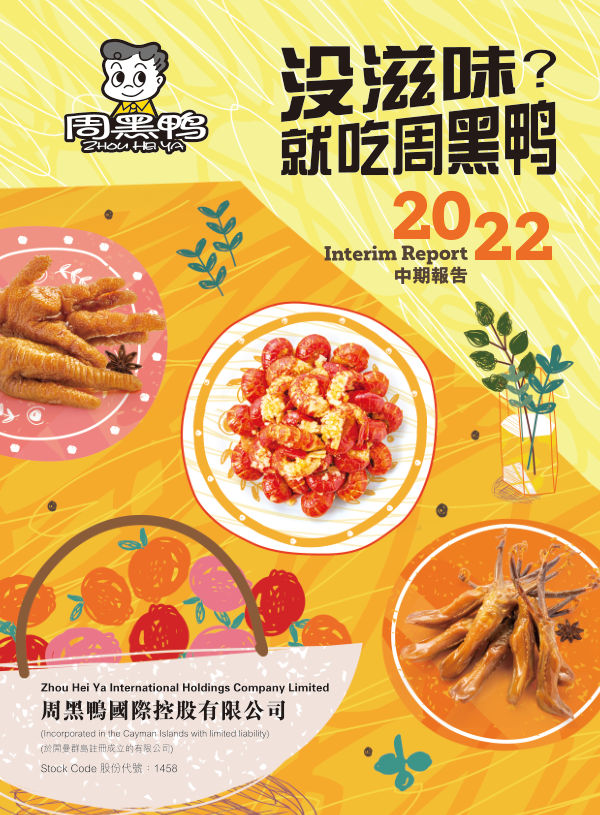 周黑鸭
ZHOU HEI YA
没滋味?
就吃周黑鸭
2022
Interim Report
中期報告
Zhou Hei Ya International Holdings Company Limited
周黑鴨國際控股有限公司
(Incorporated in the Cayman Islands with limited liability)
(於開曼群島註冊成立的有限公司)
Stock Code 股份代號：1458